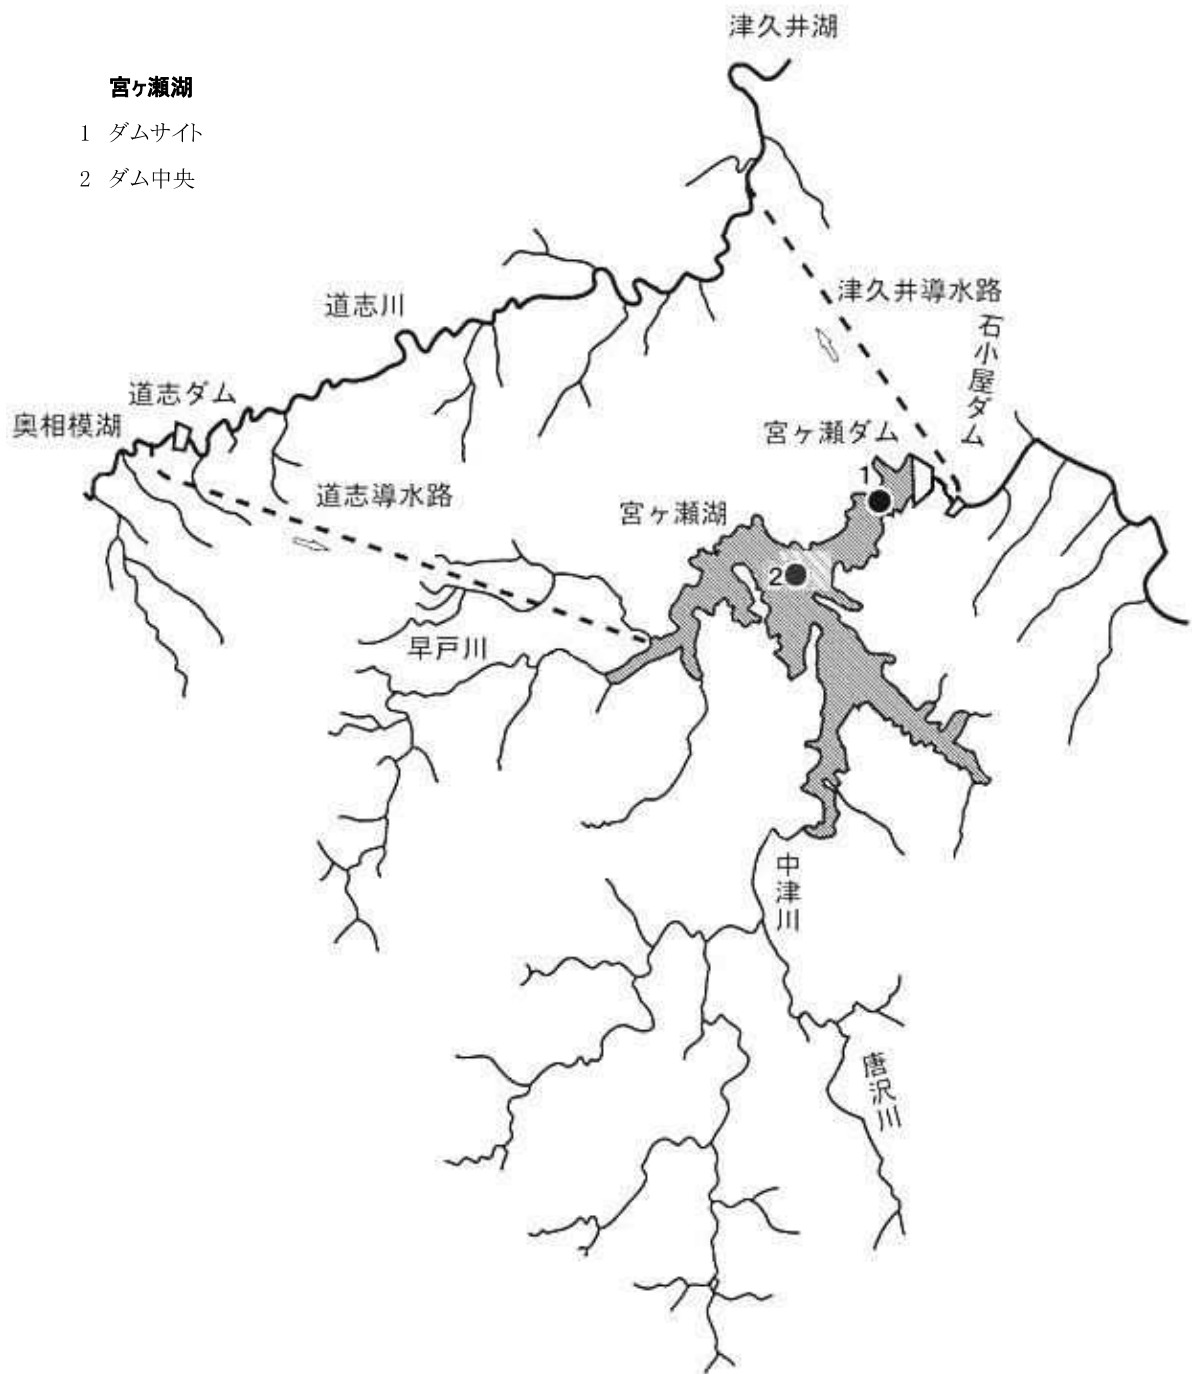 津久井湖
宮ヶ瀬湖
1 ダムサイト
2 ダム中央
津久井導水路
道志川
石小屋ダム
道志ダム
奥相模湖
宮ヶ瀬ダム
1
道志導水路
宮ヶ瀬湖
2
早戸川
中津川
唐沢川